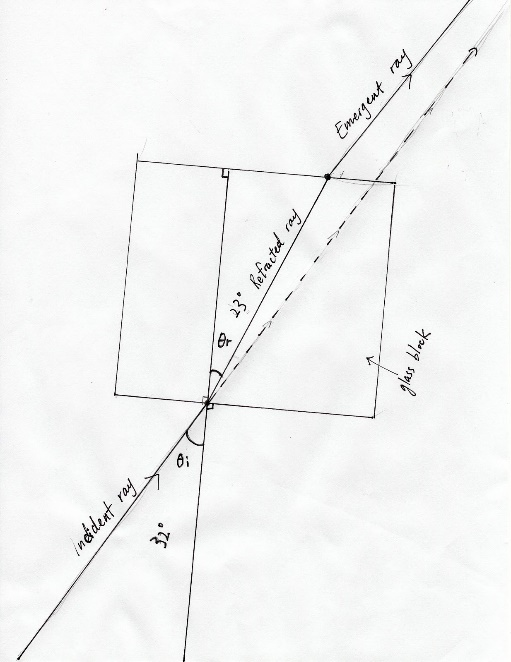 Emergent ray
Refracted ray
23°
θr
glass block
θi
Incident ray
32°